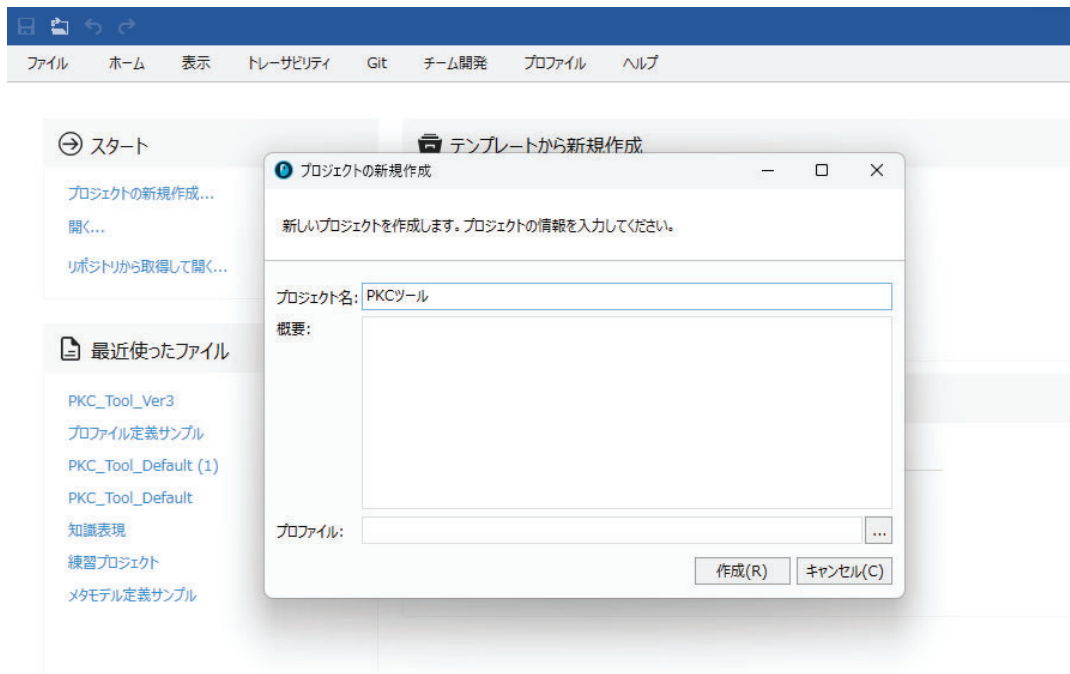 ファイル ホーム 表示 トレーサビリティ Git チーム開発 プロファイル ヘルプ
スタート
プロジェクトの新規作成...
開く...
リポジトリから取得して開く...
最近使ったファイル
PKC_Tool_Ver3
プロファイル定義サンプル
PKC_Tool_Default (1)
PKC_Tool_Default
知識表現
練習プロジェクト
メタモデル定義サンプル
テンプレートから新規作成
プロジェクトの新規作成
新しいプロジェクトを作成します。プロジェクトの情報を入力してください。
プロジェクト名: PKCツール
概要:
プロファイル: ...
作成(R) キャンセル(C)